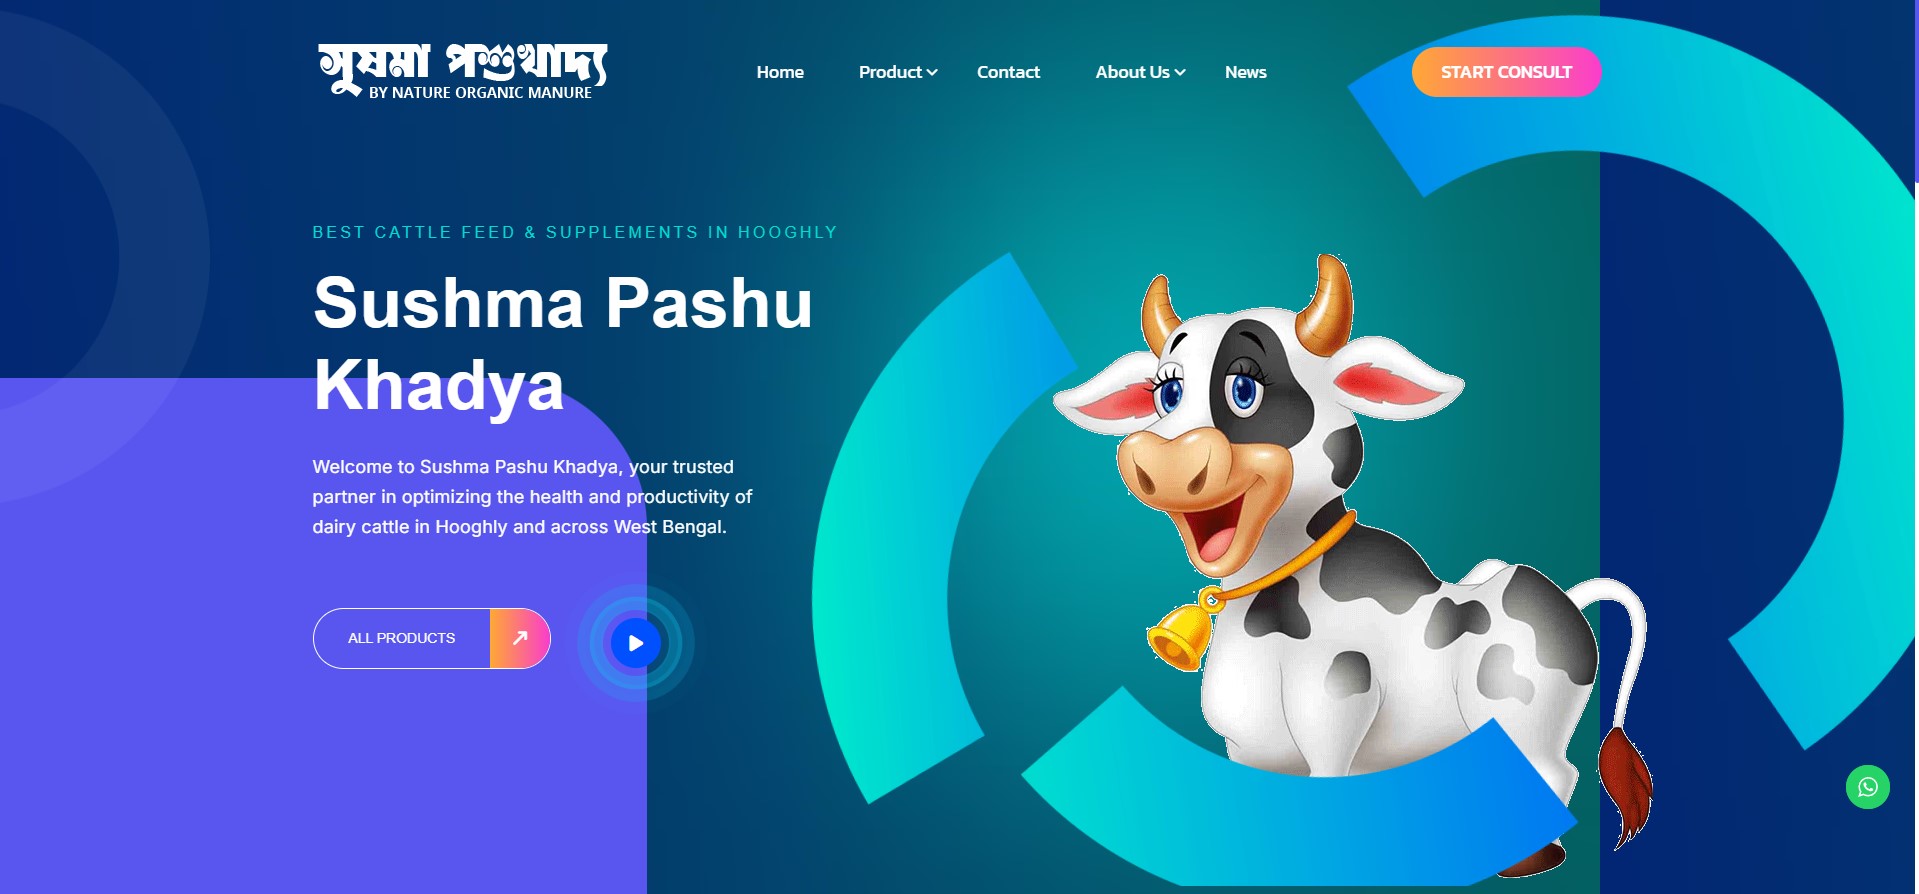 সুষমা পশুখাদ্য
BY NATURE ORGANIC MANURE
Home
Product
Contact
About Us
News
START CONSULT
BEST CATTLE FEED & SUPPLEMENTS IN HOOGHLY
Sushma Pashu
Khadya
Welcome to Sushma Pashu Khadya, your trusted
partner in optimizing the health and productivity of
dairy cattle in Hooghly and across West Bengal.
ALL PRODUCTS